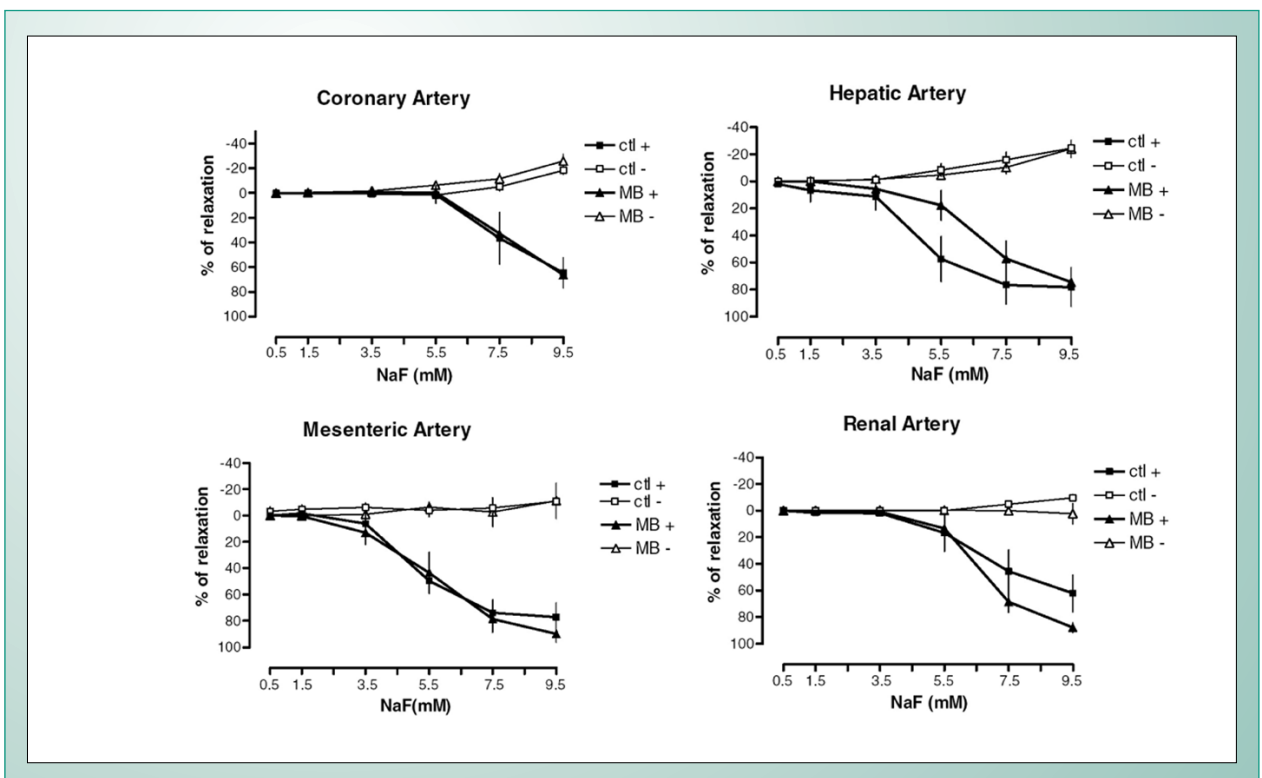 Coronary Artery
% of relaxation
-40
-20
0
20
40
60
80
100
0.5 1.5 3.5 5.5 7.5 9.5
NaF (mM)
ctl +
ctl -
MB +
MB -
Hepatic Artery
% of relaxation
-40
-20
0
20
40
60
80
100
0.5 1.5 3.5 5.5 7.5 9.5
NaF (mM)
ctl +
ctl -
MB +
MB -
Mesenteric Artery
% of relaxation
-40
-20
0
20
40
60
80
100
0.5 1.5 3.5 5.5 7.5 9.5
NaF(mM)
ctl +
ctl -
MB +
MB -
Renal Artery
% of relaxation
-40
-20
0
20
40
60
80
100
0.5 1.5 3.5 5.5 7.5 9.5
NaF (mM)
ctl +
ctl -
MB +
MB -